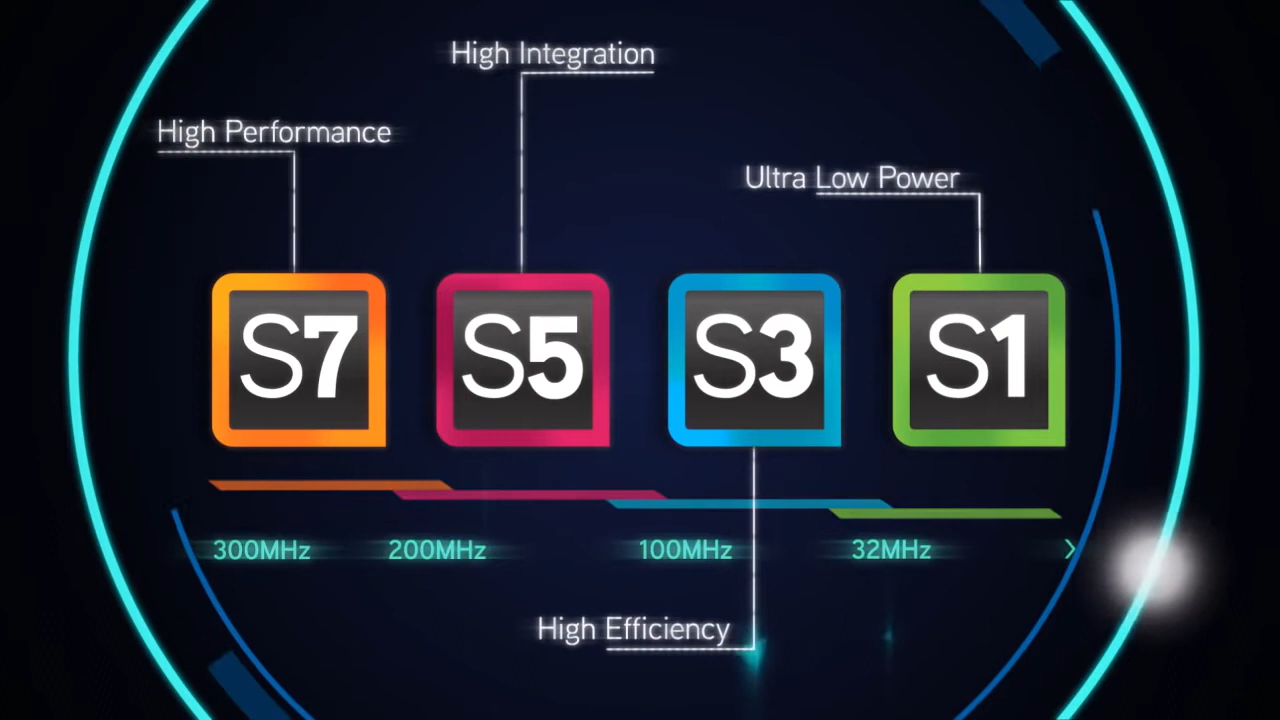 High Integration
High Performance
Ultra Low Power
S7
S5
S3
S1
300MHz
200MHz
100MHz
32MHz
High Efficiency